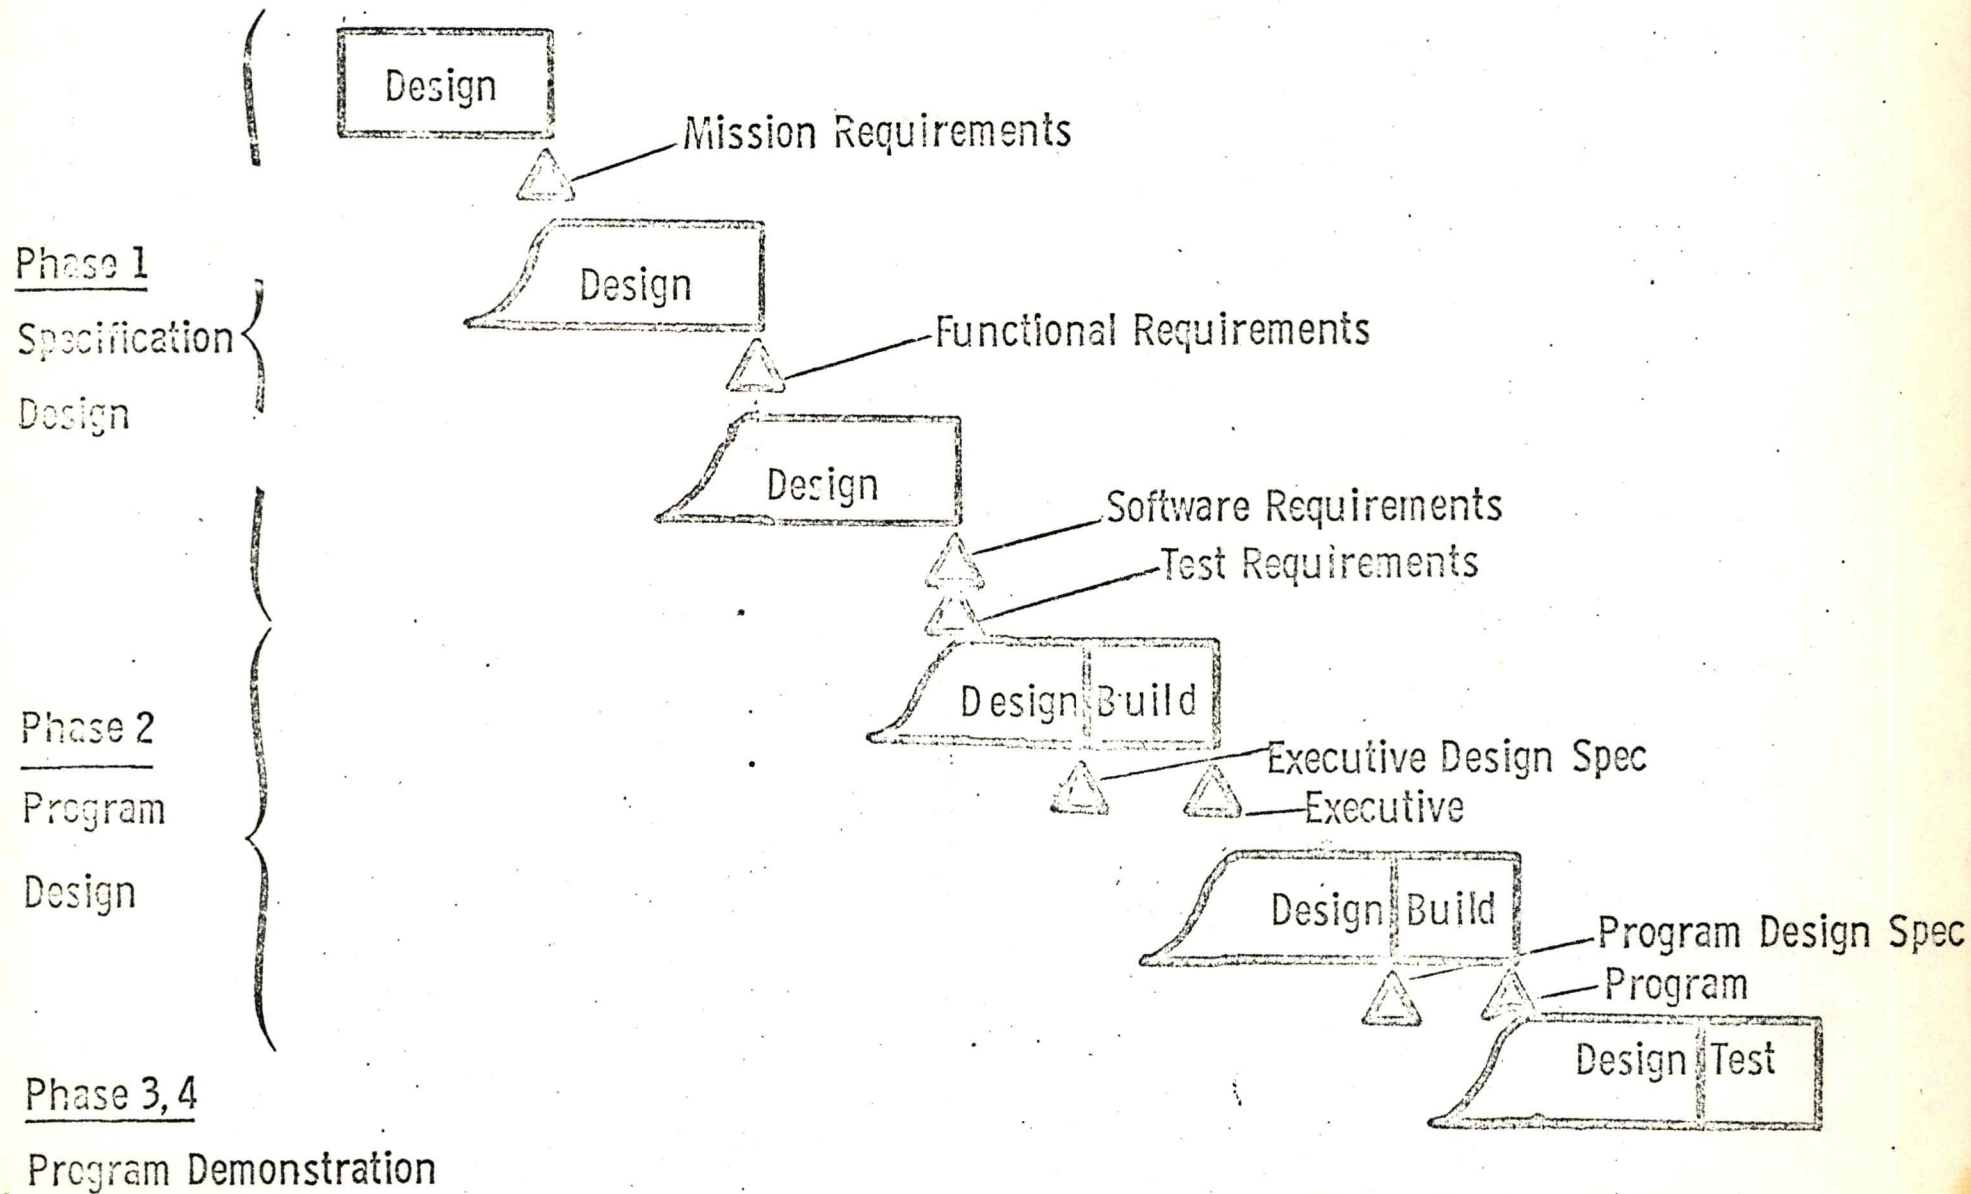 Design
Mission Requirements
Phase 1
Specification
Design
Design
Functional Requirements
Design
Software Requirements
Test Requirements
Phase 2
Program
Design
Design Build
Executive Design Spec
Executive
Design Build
Program Design Spec
Program
Design Test
Phase 3, 4
Program Demonstration